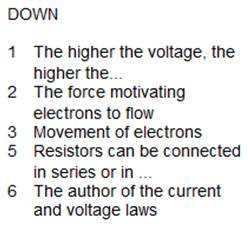 DOWN
1 The higher the voltage, the
higher the...
2 The force motivating
electrons to flow
3 Movement of electrons
5 Resistors can be connected
in series or in ...
6 The author of the current
and voltage laws